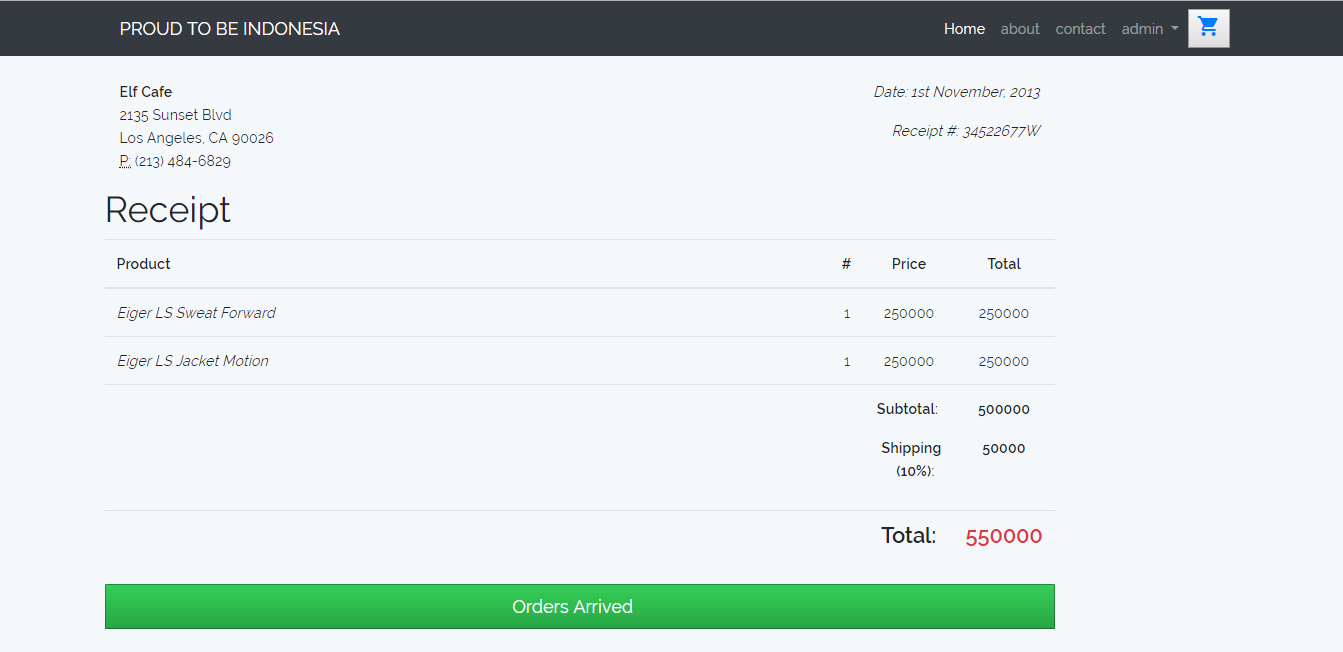 PROUD TO BE INDONESIA
Home about contact admin
Elf Cafe
2135 Sunset Blvd
Los Angeles, CA 90026
P: (213) 484-6829
Date: 1st November, 2013
Receipt #: 34522677W
Receipt
Product # Price Total
Eiger LS Sweat Forward 1 250000 250000
Eiger LS Jacket Motion 1 250000 250000
Subtotal: 500000
Shipping 50000
(10%):
Total: 550000
Orders Arrived